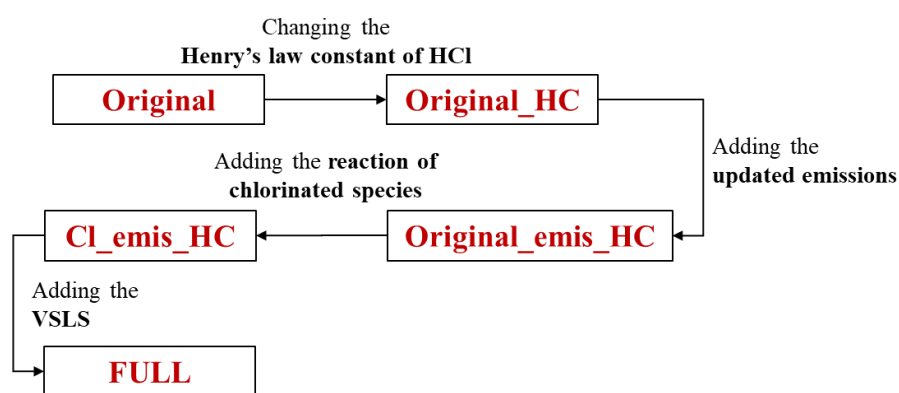 Changing the
Henry's law constant of HCl
Original
Original_HC
Adding the
updated emissions
Adding the reaction of
chlorinated species
Cl_emis_HC
Original_emis_HC
Adding the
VSLS
FULL